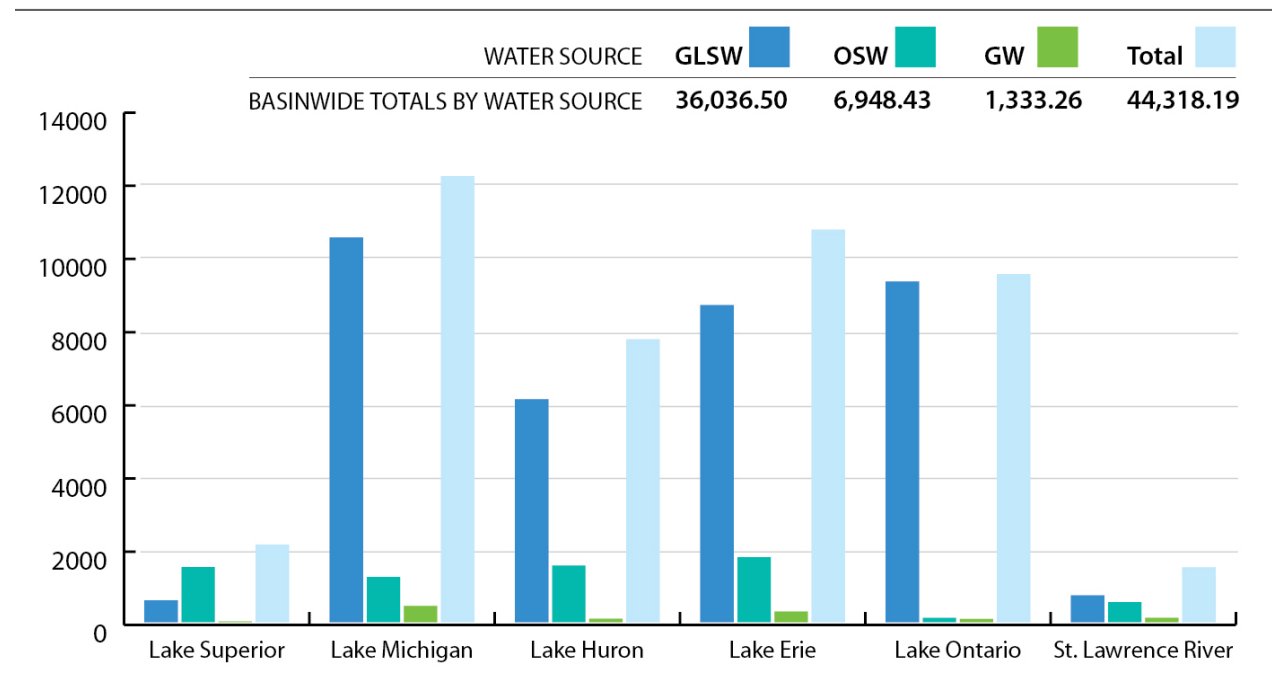 WATER SOURCE GLSW OSW GW Total
BASINWIDE TOTALS BY WATER SOURCE 36,036.50 6,948.43 1,333.26 44,318.19
14000
12000
10000
8000
6000
4000
2000
0
Lake Superior Lake Michigan Lake Huron Lake Erie Lake Ontario St. Lawrence River